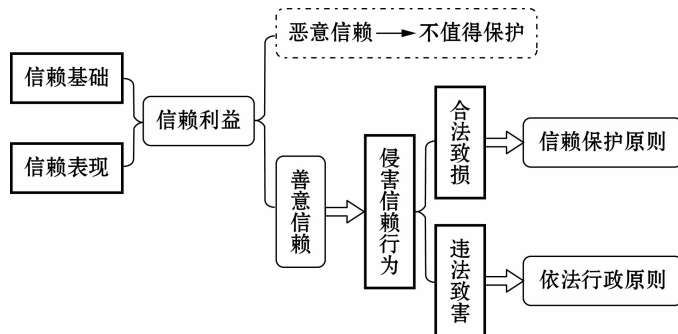 恶意信赖
不值得保护
信赖基础
信赖利益
信赖表现
善意信赖
侵害信赖行为
合法致损
信赖保护原则
违法致害
依法行政原则